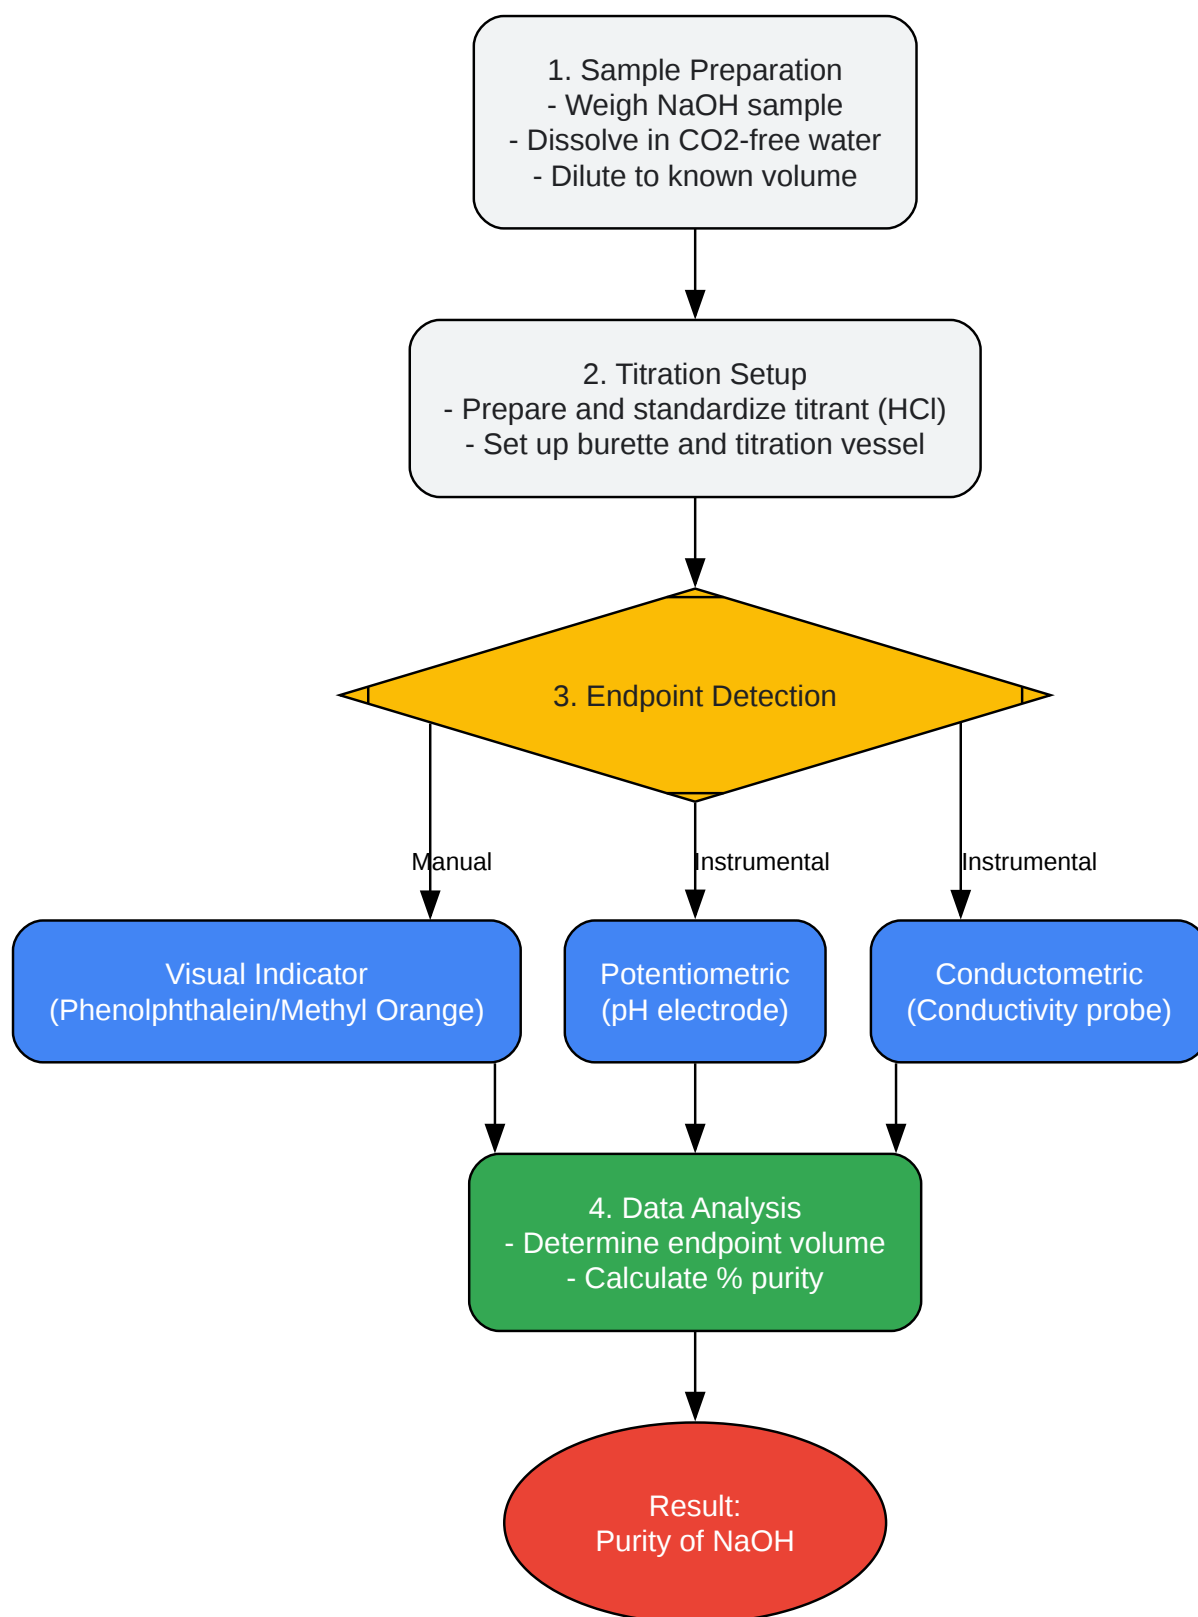 1. Sample Preparation
- Weigh NaOH sample
- Dissolve in CO2-free water
- Dilute to known volume
2. Titration Setup
- Prepare and standardize titrant (HCl)
- Set up burette and titration vessel
3. Endpoint Detection
Manual
Instrumental
Instrumental
Visual Indicator
(Phenolphthalein/Methyl Orange)
Potentiometric
(pH electrode)
Conductometric
(Conductivity probe)
4. Data Analysis
- Determine endpoint volume
- Calculate % purity
Result:
Purity of NaOH